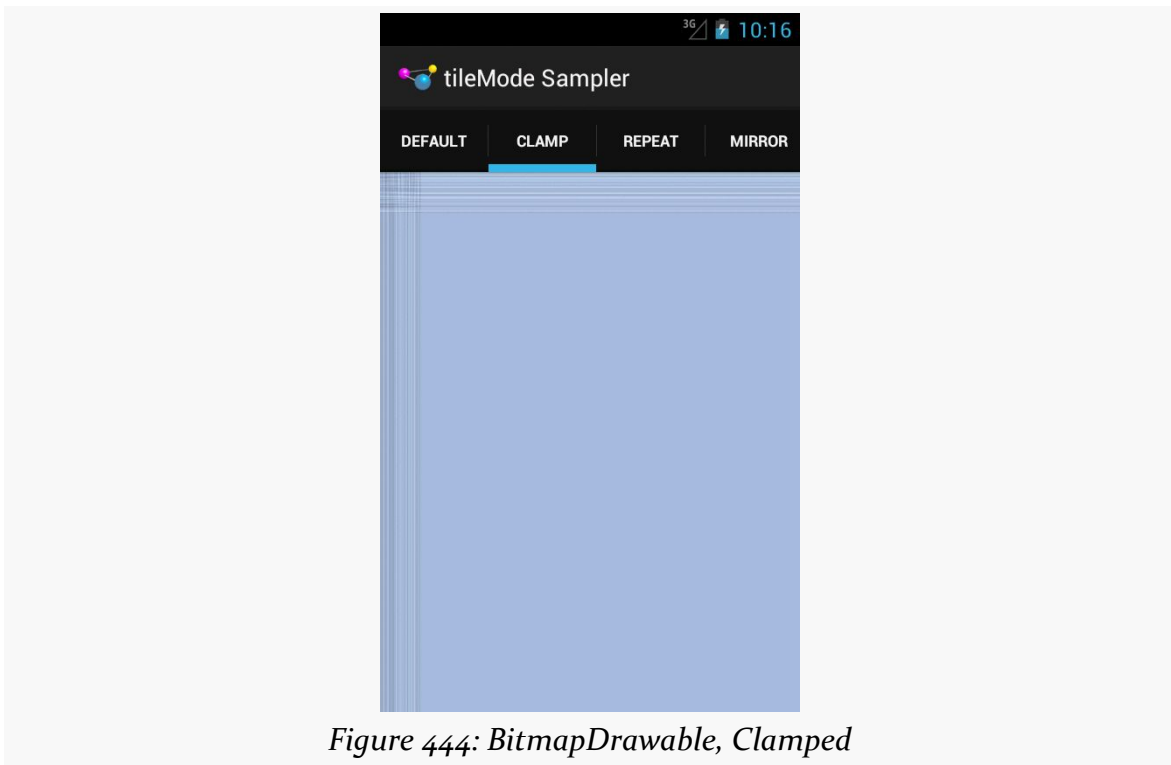 3G 10:16
tileMode Sampler
DEFAULT CLAMP REPEAT MIRROR
Figure 444: BitmapDrawable, Clamped